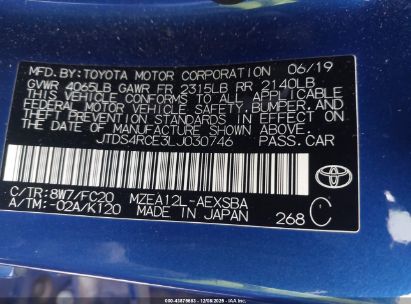 MFD.BY:TOYOTA MOTOR CORPORATION 06/19
GVWR 4065LB GAWR FR 2315LB RR 2140LB
THIS VEHICLE CONFORMS TO ALL APPLICABLE
FEDERAL MOTOR VEHICLE SAFETY, BUMPER, AND
THEFT PREVENTION STANDARDS IN EFFECT ON
THE DATE OF MANUFACTURE SHOWN ABOVE.
JTDS4RCE3LJ030746 PASS.CAR
C/TR:8W7/FC20 MZEA12L-AEXSBA
A/TM:-02A/K120 MADE IN JAPAN 268 C
TOYOTA